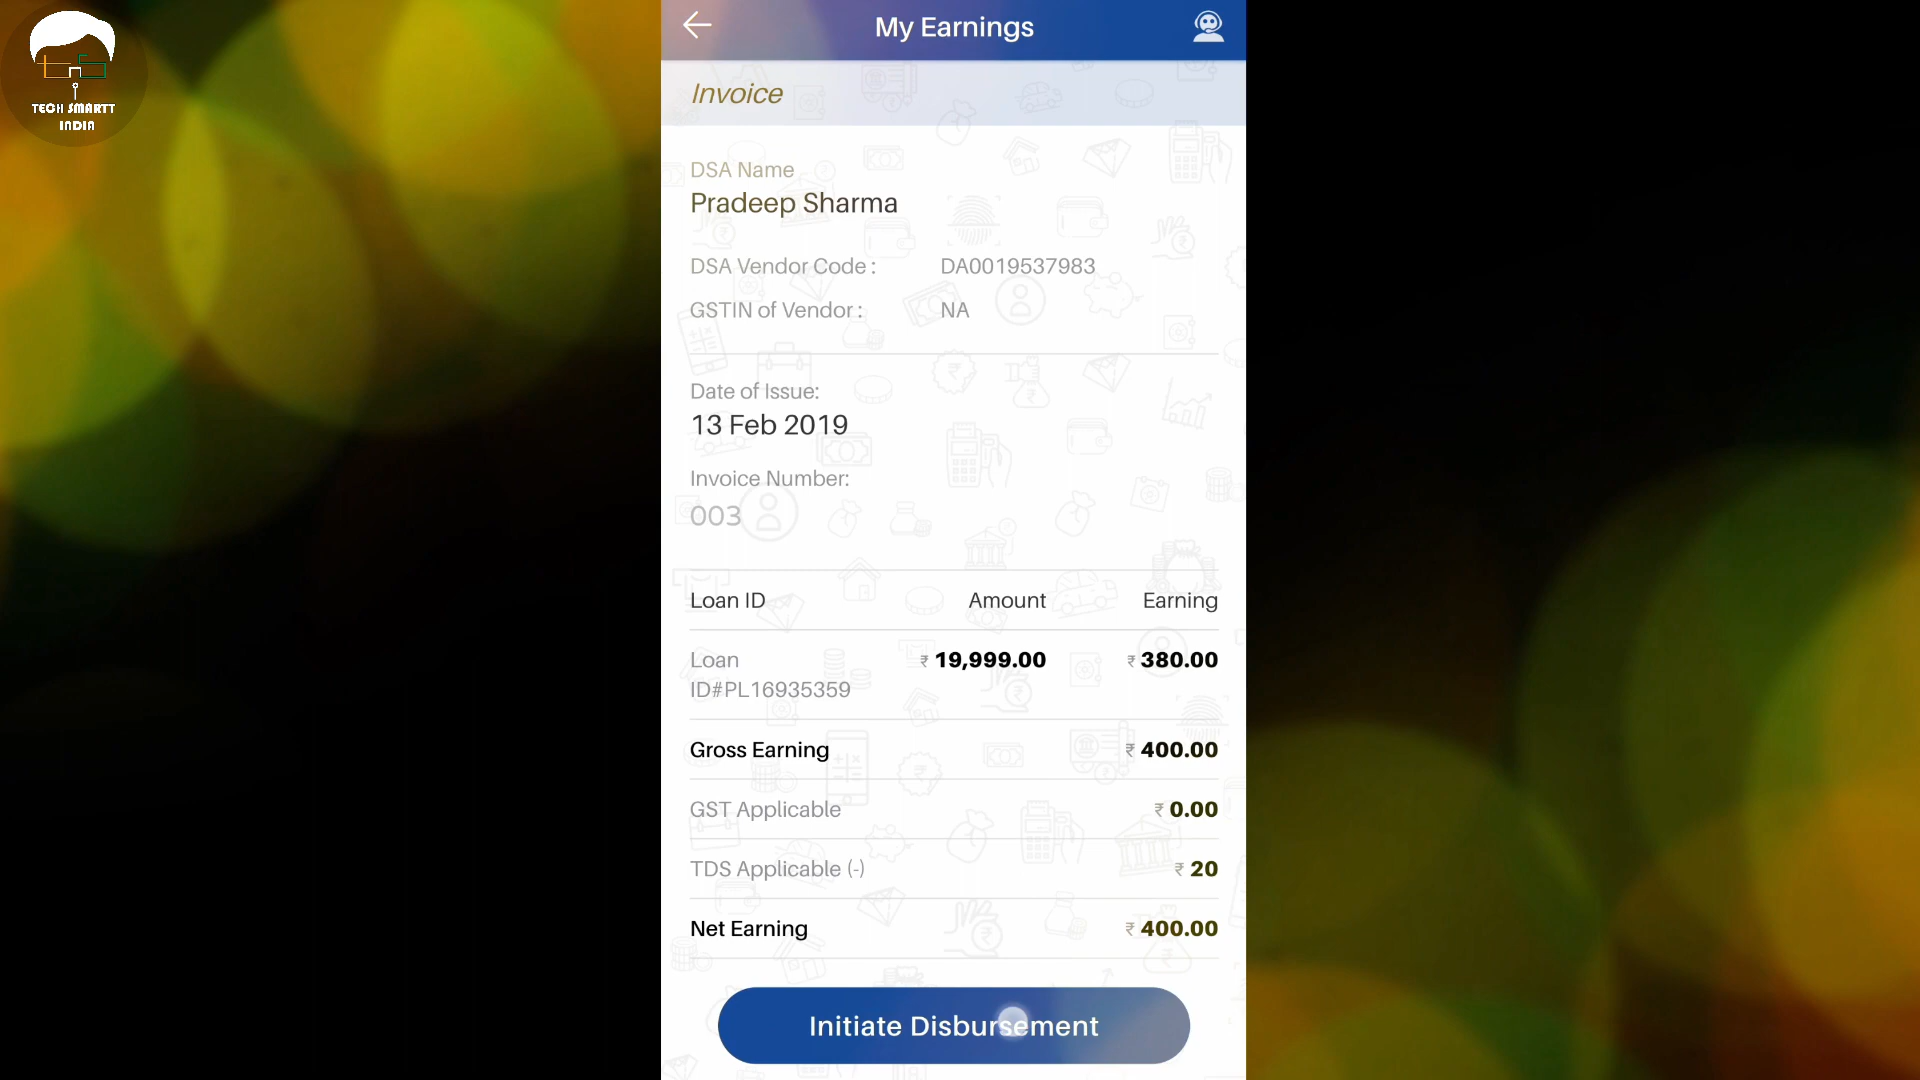 TECH SMARTT
INDIA
My Earnings
Invoice
DSA Name
Pradeep Sharma
DSA Vendor Code : DA0019537983
GSTIN of Vendor : NA
Date of Issue:
13 Feb 2019
Invoice Number:
003
Loan ID Amount Earning
Loan ₹ 19,999.00 ₹ 380.00
ID#PL16935359
Gross Earning ₹ 400.00
GST Applicable ₹ 0.00
TDS Applicable (-) ₹ 20
Net Earning ₹ 400.00
Initiate Disbursement